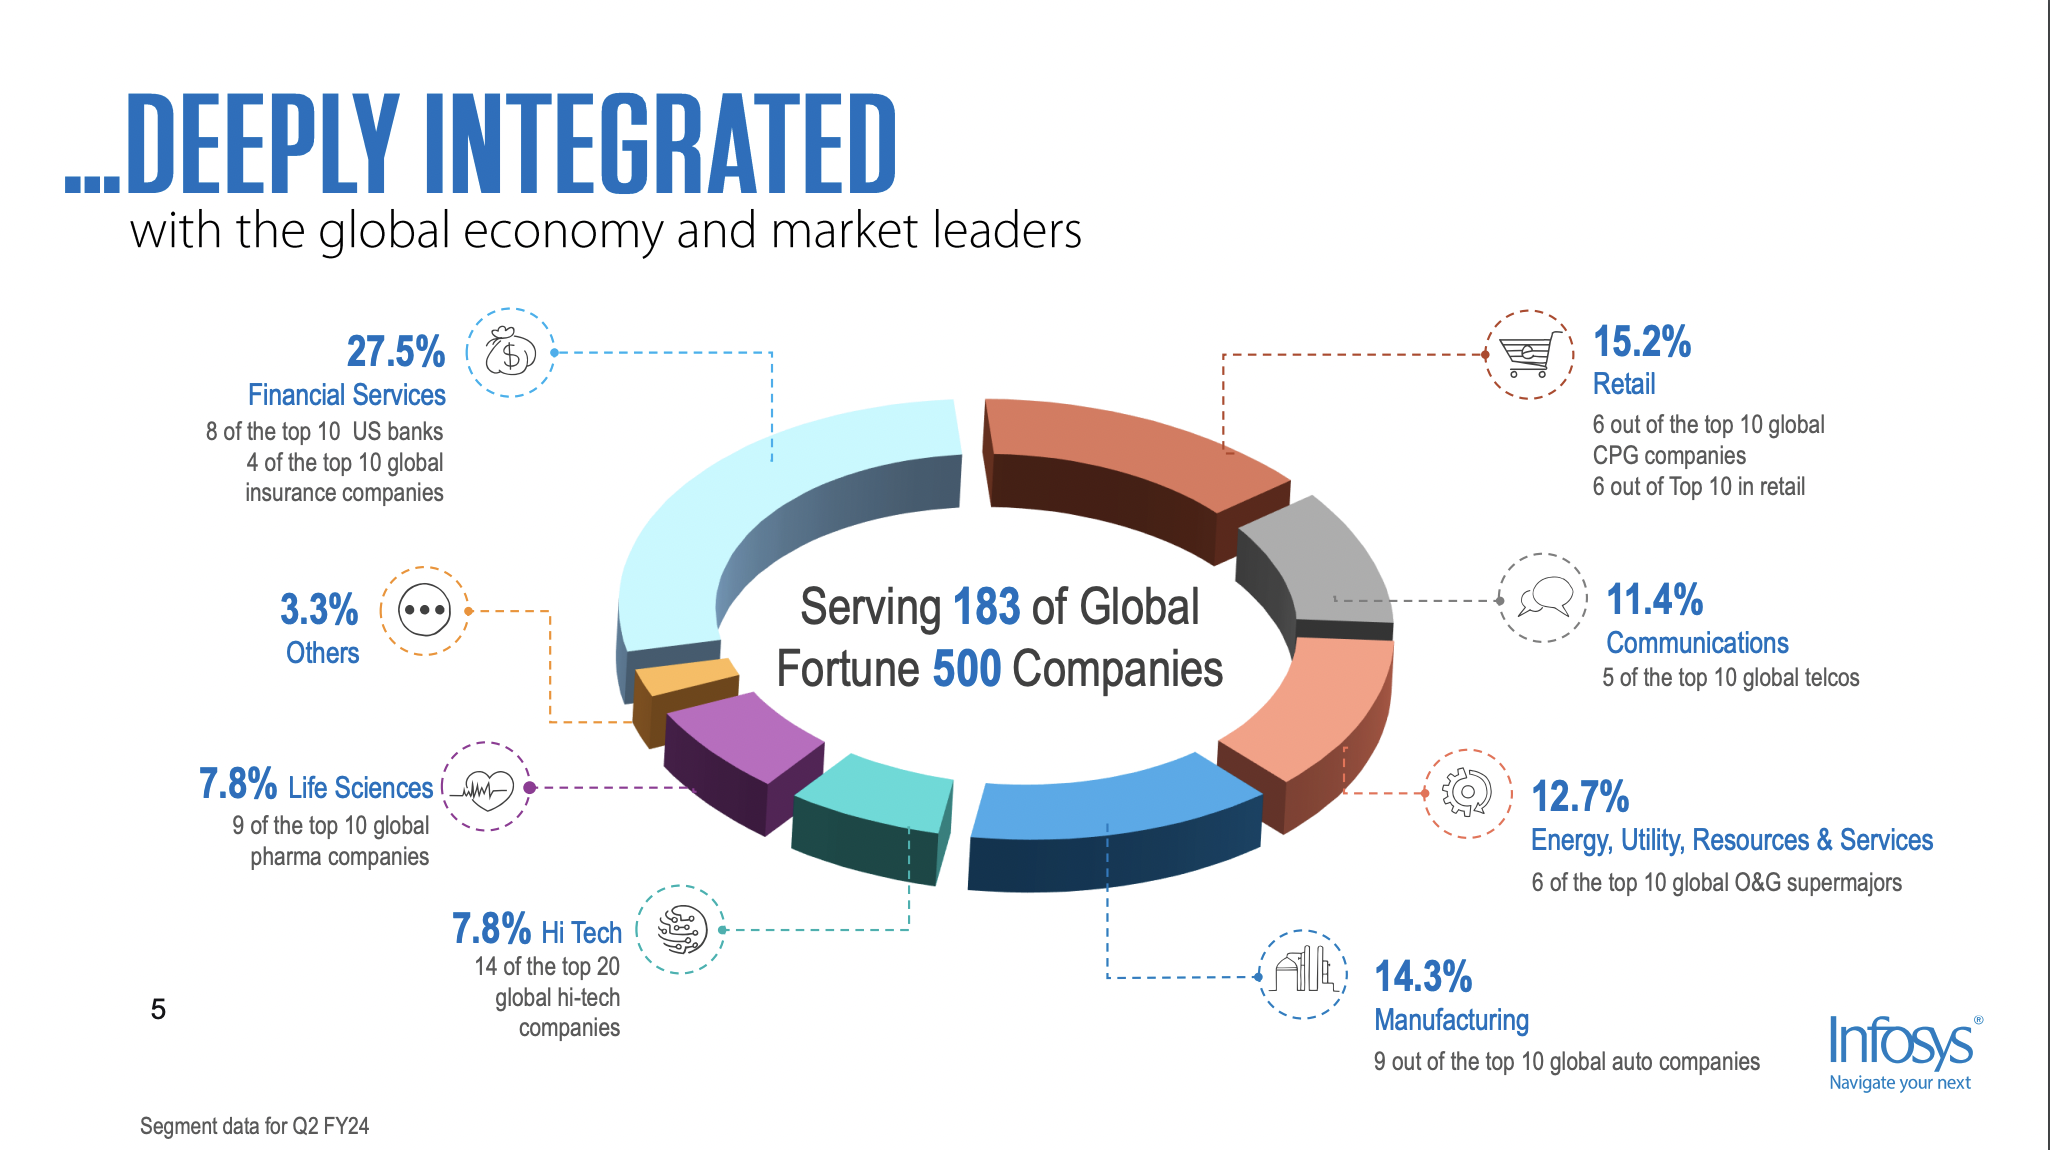 ...DEEPLY INTEGRATED
with the global economy and market leaders
27.5%
Financial Services
8 of the top 10 US banks
4 of the top 10 global
insurance companies
3.3%
Others
7.8% Life Sciences
9 of the top 10 global
pharma companies
7.8% Hi Tech
14 of the top 20
global hi-tech
companies
$
Serving 183 of Global
Fortune 500 Companies
e
15.2%
Retail
6 out of the top 10 global
CPG companies
6 out of Top 10 in retail
11.4%
Communications
5 of the top 10 global telcos
12.7%
Energy, Utility, Resources & Services
6 of the top 10 global O&G supermajors
14.3%
Manufacturing
9 out of the top 10 global auto companies
5
Infosys®
Navigate your next
Segment data for Q2 FY24